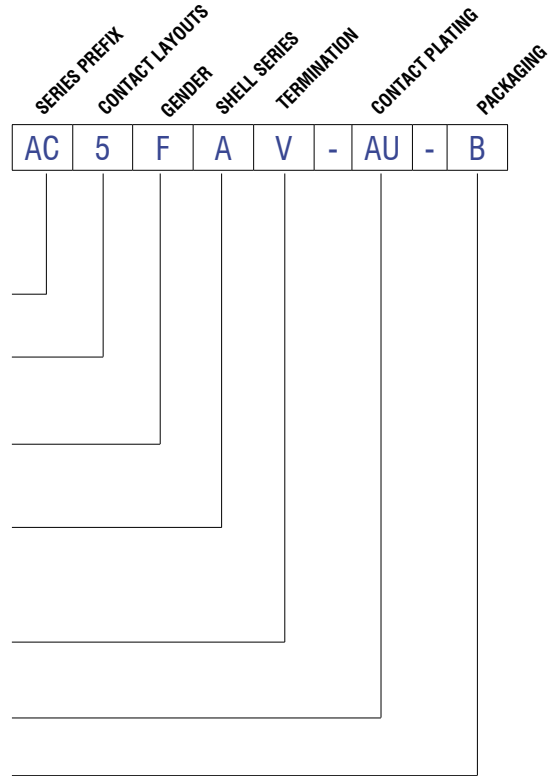 SERIES PREFIX
CONTACT LAYOUTS
GENDER
SHELL SERIES
TERMINATION
CONTACT PLATING
PACKAGING
AC 5 F A V - AU - B